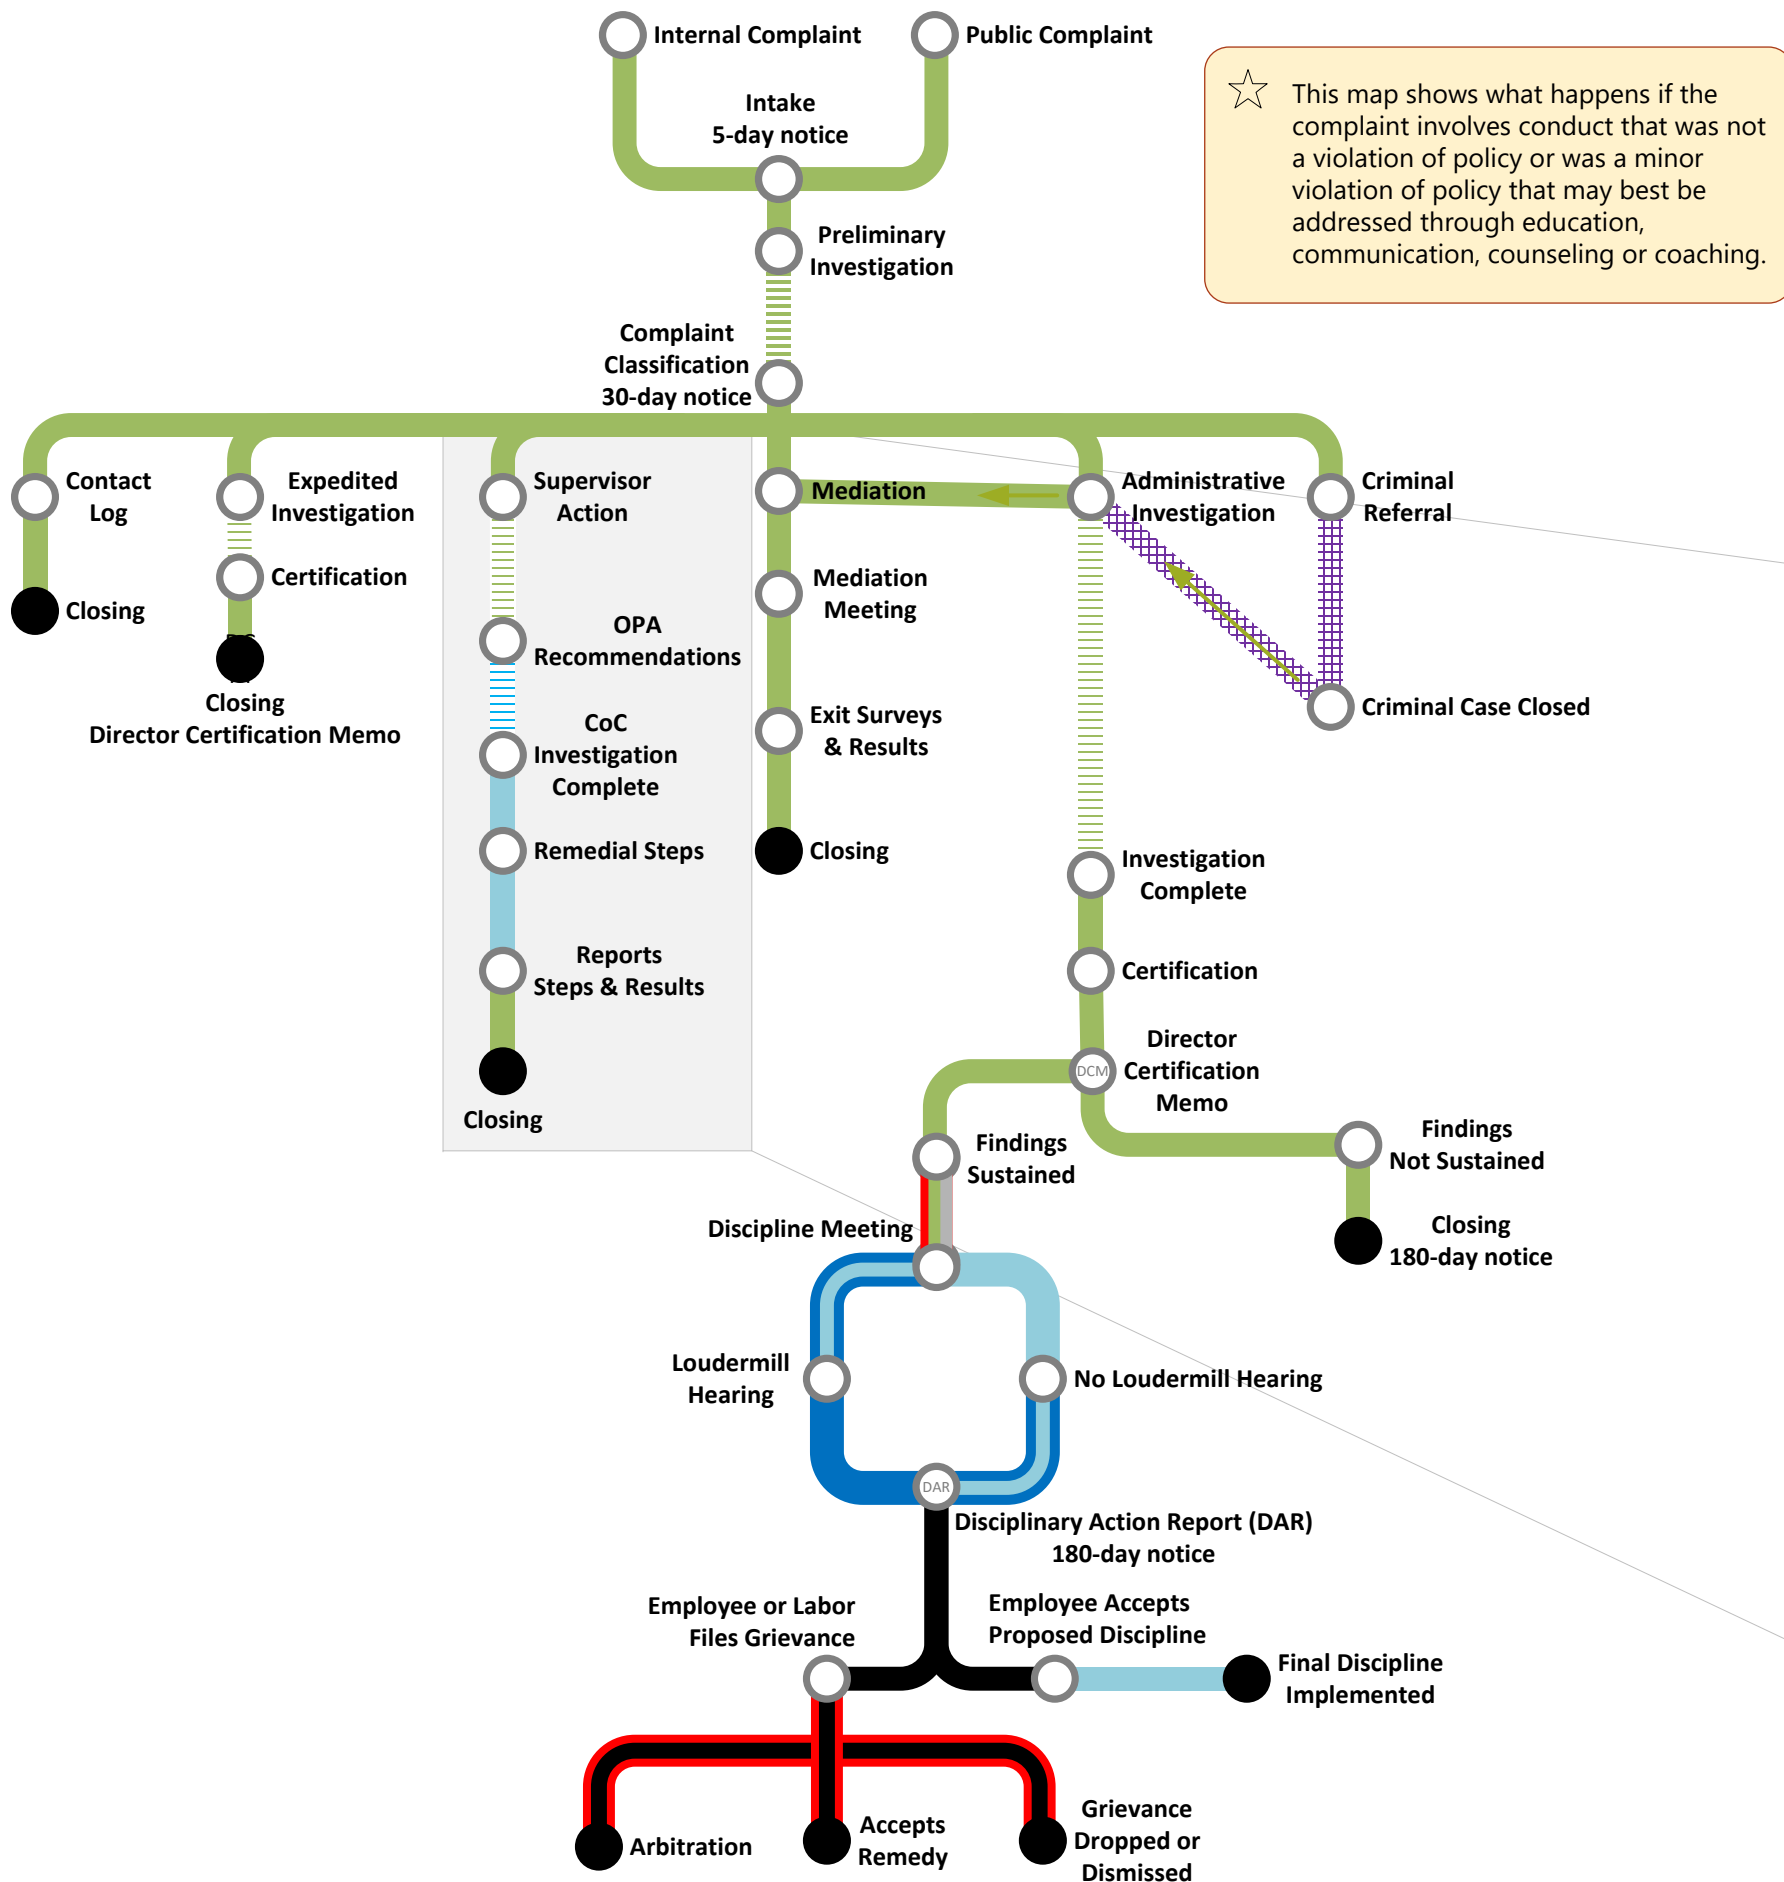 Internal Complaint
Public Complaint
This map shows what happens if the
complaint involves conduct that was not
a violation of policy or was a minor
violation of policy that may best be
addressed through education,
communication, counseling or coaching.
Intake
5-day notice
Preliminary
Investigation
Complaint
Classification
30-day notice
Contact
Log
Closing
Expedited
Investigation
Certification
Closing
Director Certification Memo
Supervisor
Action
OPA
Recommendations
CoC
Investigation
Complete
Remedial Steps
Reports
Steps & Results
Closing
Mediation
Mediation
Meeting
Exit Surveys
& Results
Closing
Administrative
Investigation
Criminal
Referral
Criminal Case Closed
Investigation
Complete
Certification
DCM
Director
Certification
Memo
Findings
Sustained
Findings
Not Sustained
Closing
180-day notice
Discipline Meeting
Loudermill
Hearing
No Loudermill Hearing
DAR
Disciplinary Action Report (DAR)
180-day notice
Employee or Labor
Files Grievance
Employee Accepts
Proposed Discipline
Final Discipline
Implemented
Arbitration
Accepts
Remedy
Grievance
Dropped or
Dismissed